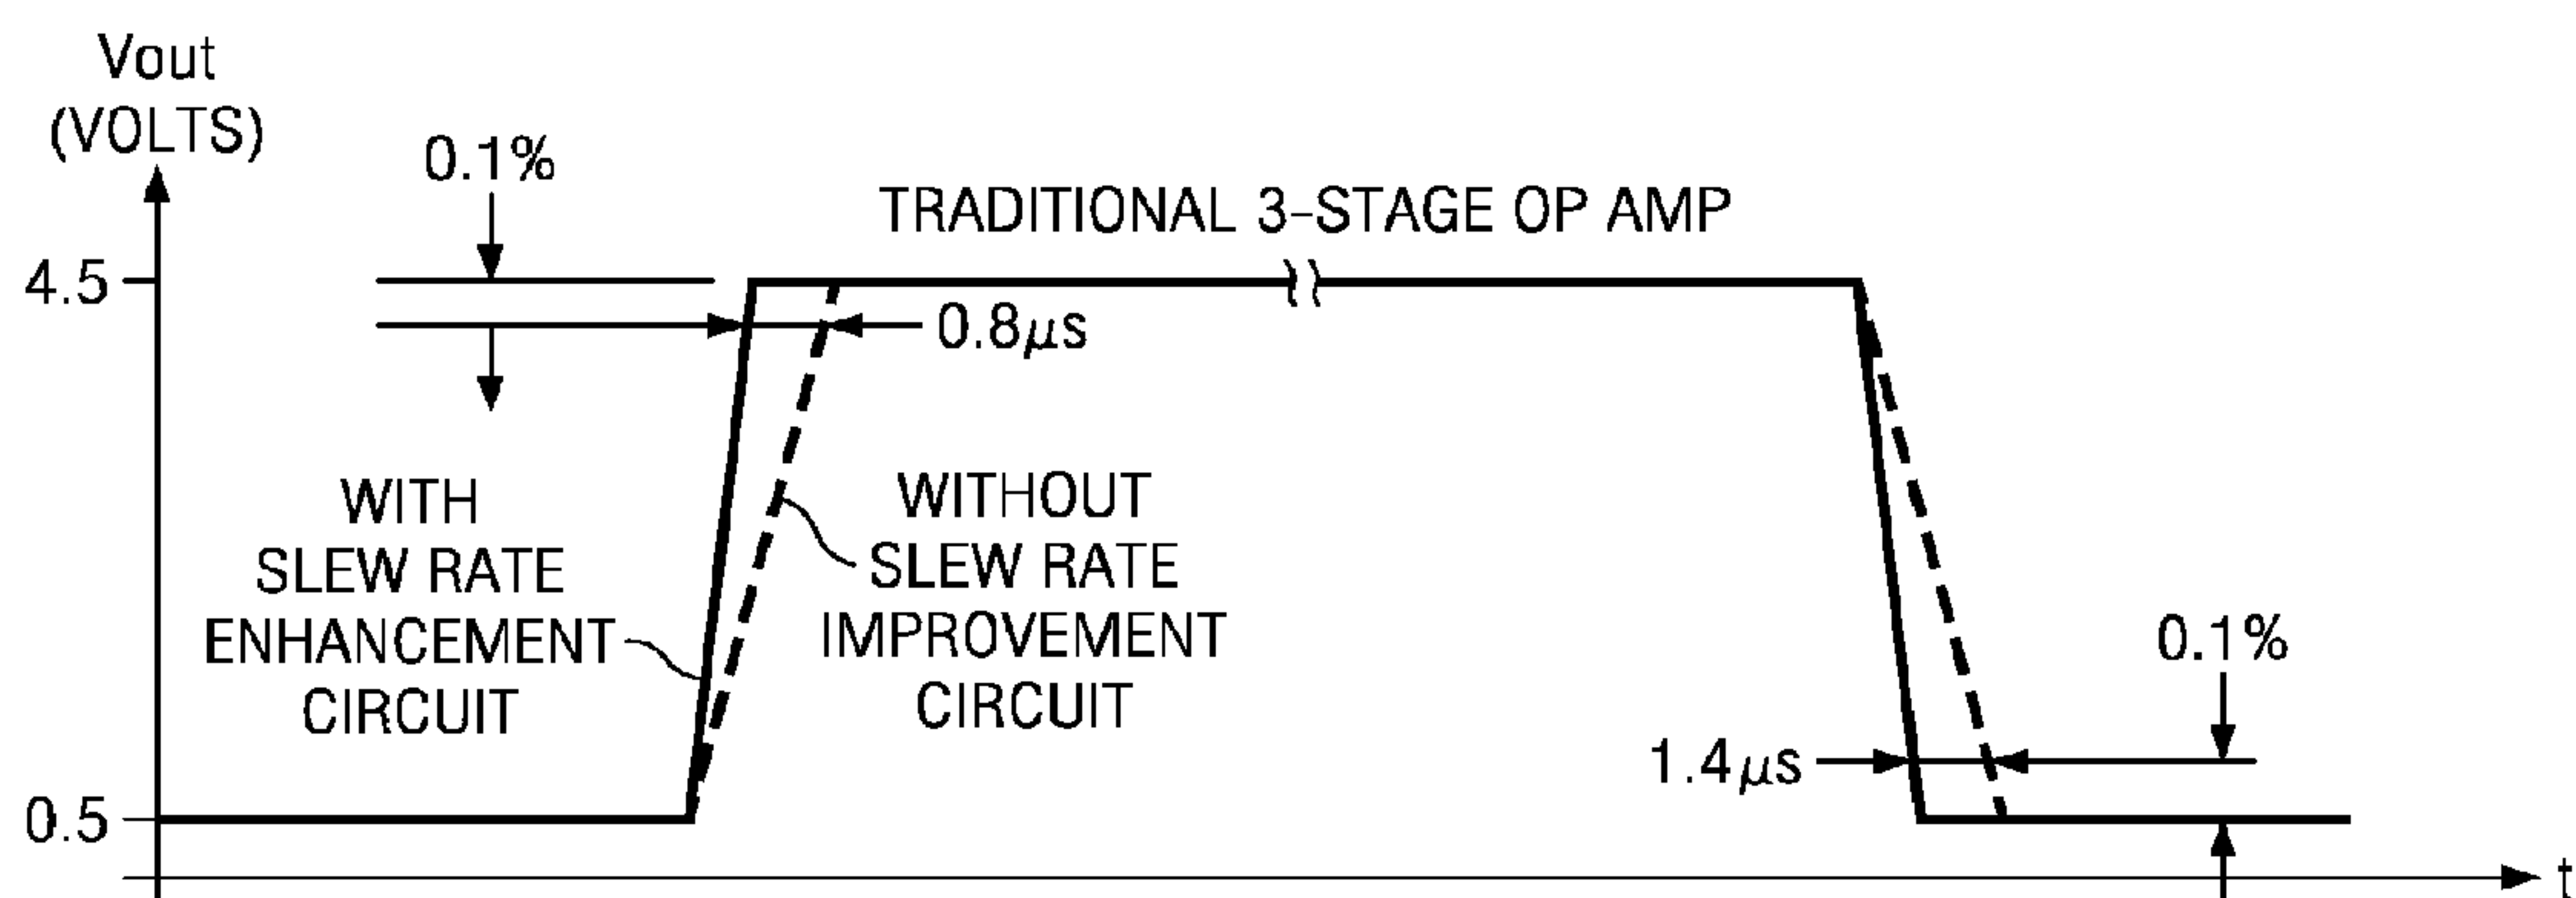 Vout
(VOLTS)
0.1%
TRADITIONAL 3-STAGE OP AMP
4.5
0.8μs
WITH
SLEW RATE
ENHANCEMENT
CIRCUIT
WITHOUT
SLEW RATE
IMPROVEMENT
CIRCUIT
0.1%
1.4μs
0.5
t